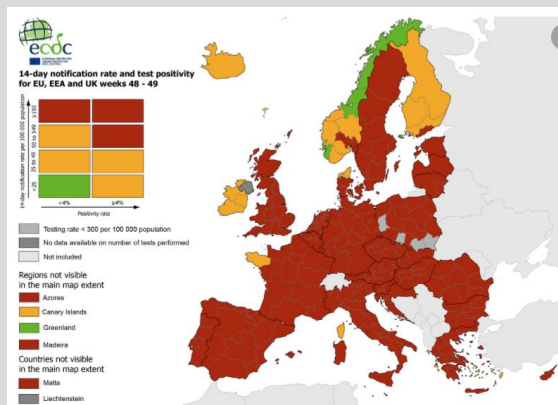 ecdc
14-day notification rate and test positivity
for EU, EEA and UK weeks 48 - 49
14-day notification rate per 100 000 population
≥150
50 to 149
25 to 49
<25
<4%
≥4%
Positivity rate
Testing rate < 300 per 100 000 population
No data available on number of tests performed
Not included
Regions not visible
in the main map extent
Azores
Canary Islands
Greenland
Madeira
Countries not visible
in the main map extent
Malta
Liechtenstein